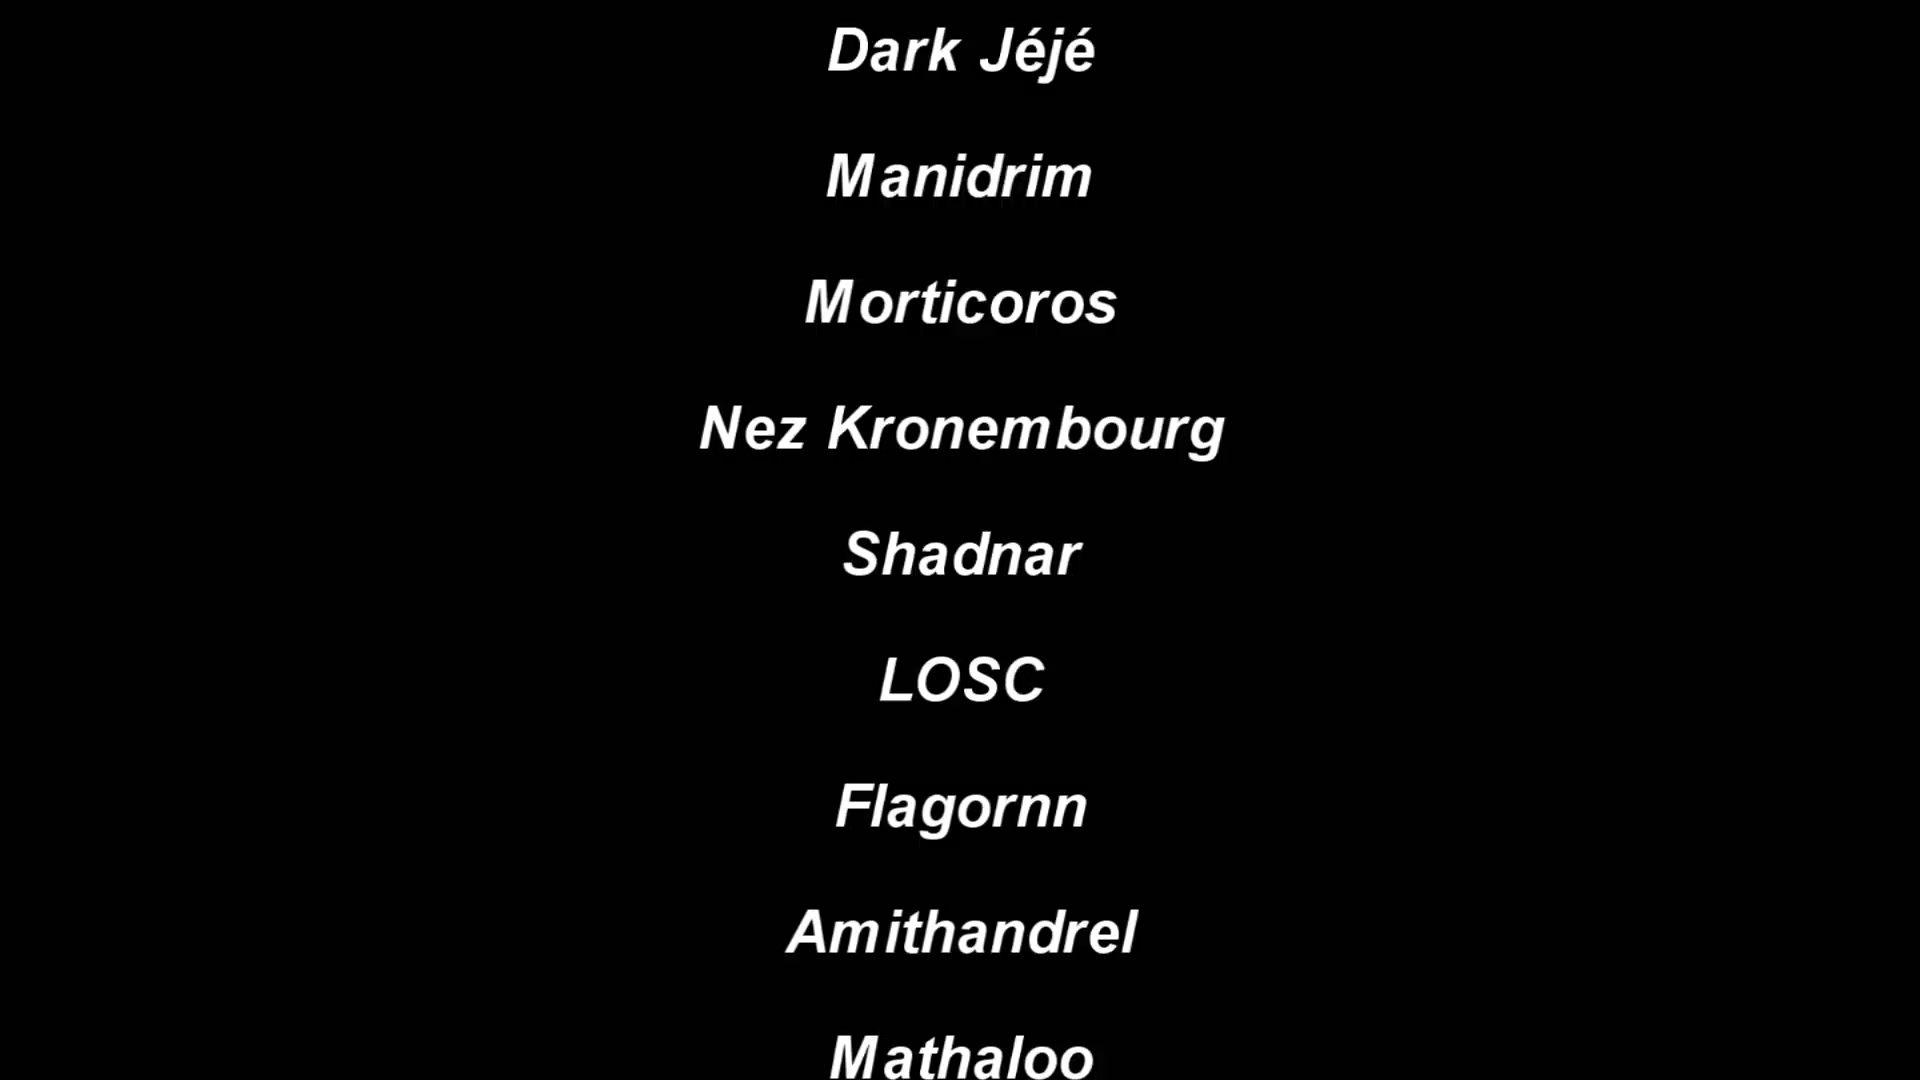 Dark Jéjé
Manidrim
Morticoros
Nez Kronembourg
Shadnar
LOSC
Flagornn
Amithandrel
Mathaloo